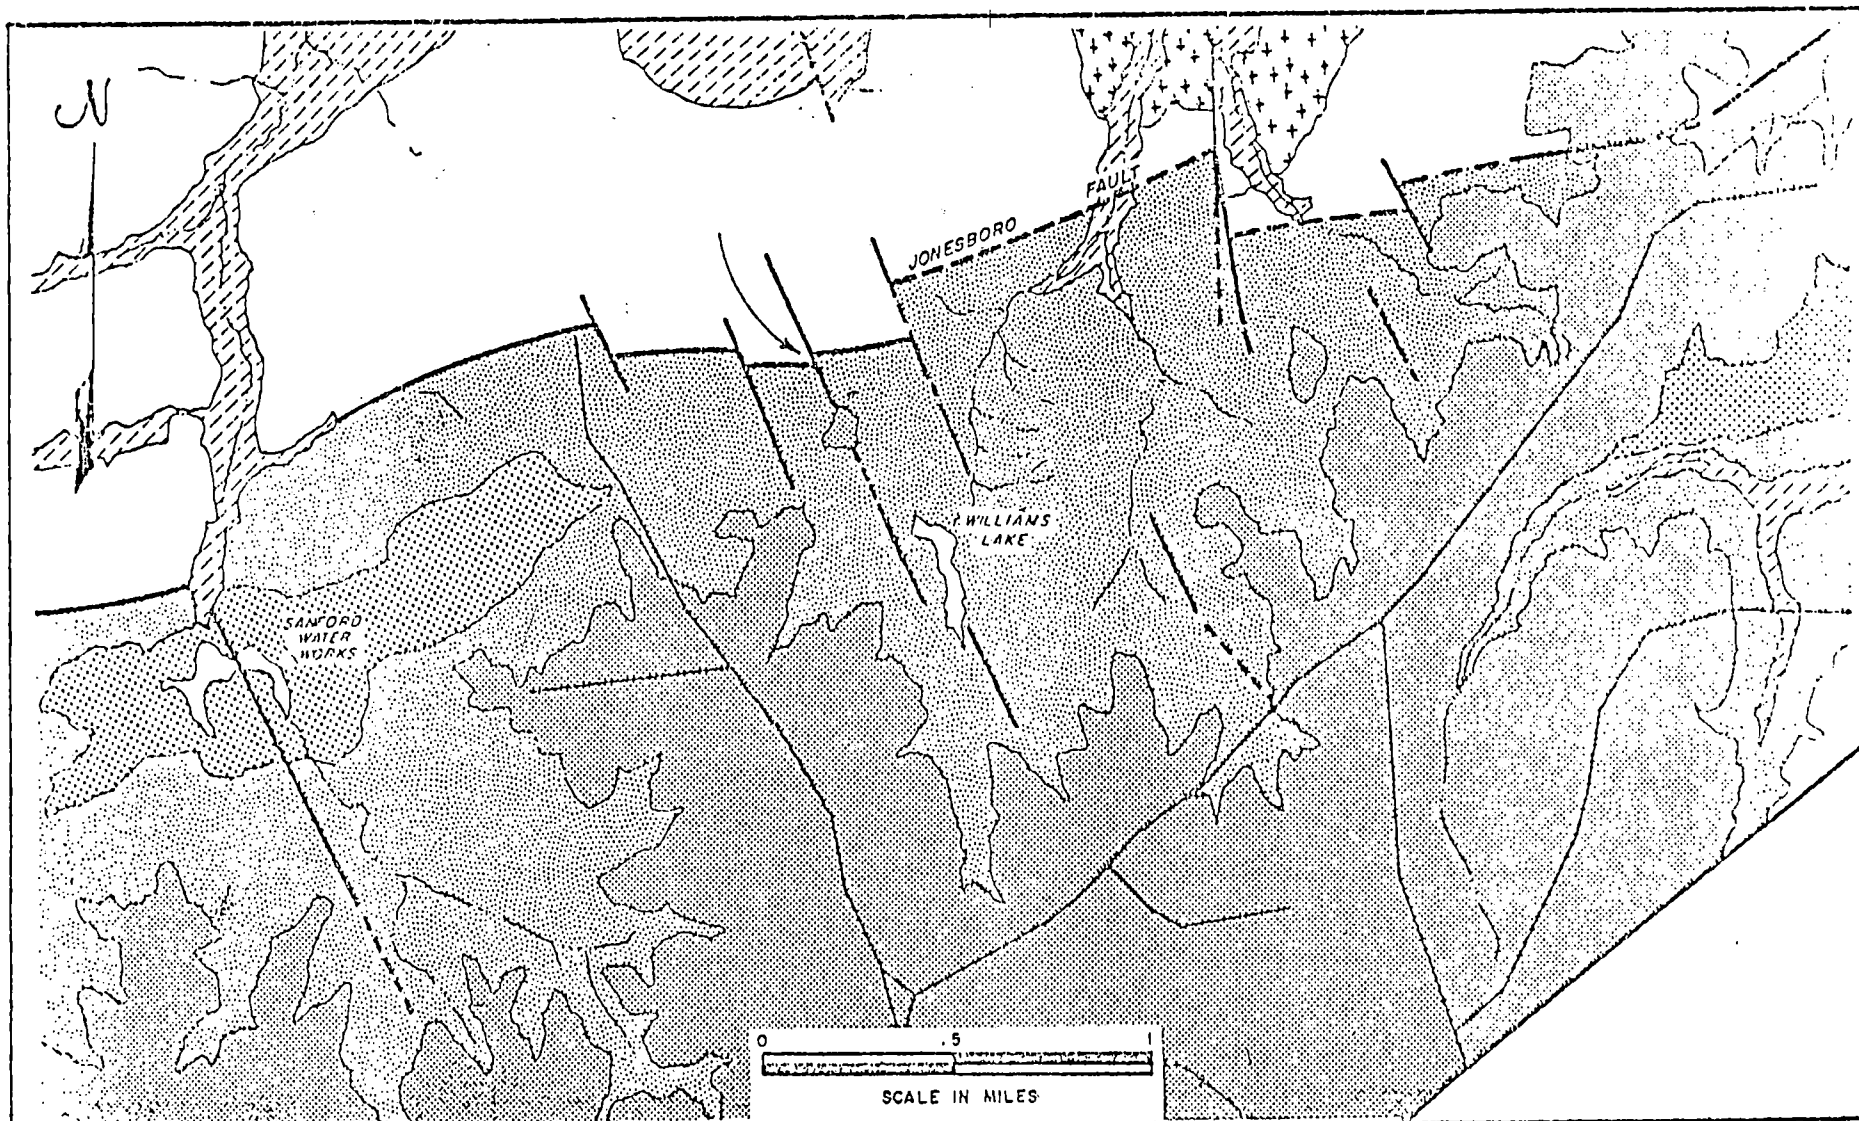 N
JONESBORO FAULT
WILLIAMS
LAKE
SANFORD
WATER
WORKS
0 .5 1
SCALE IN MILES